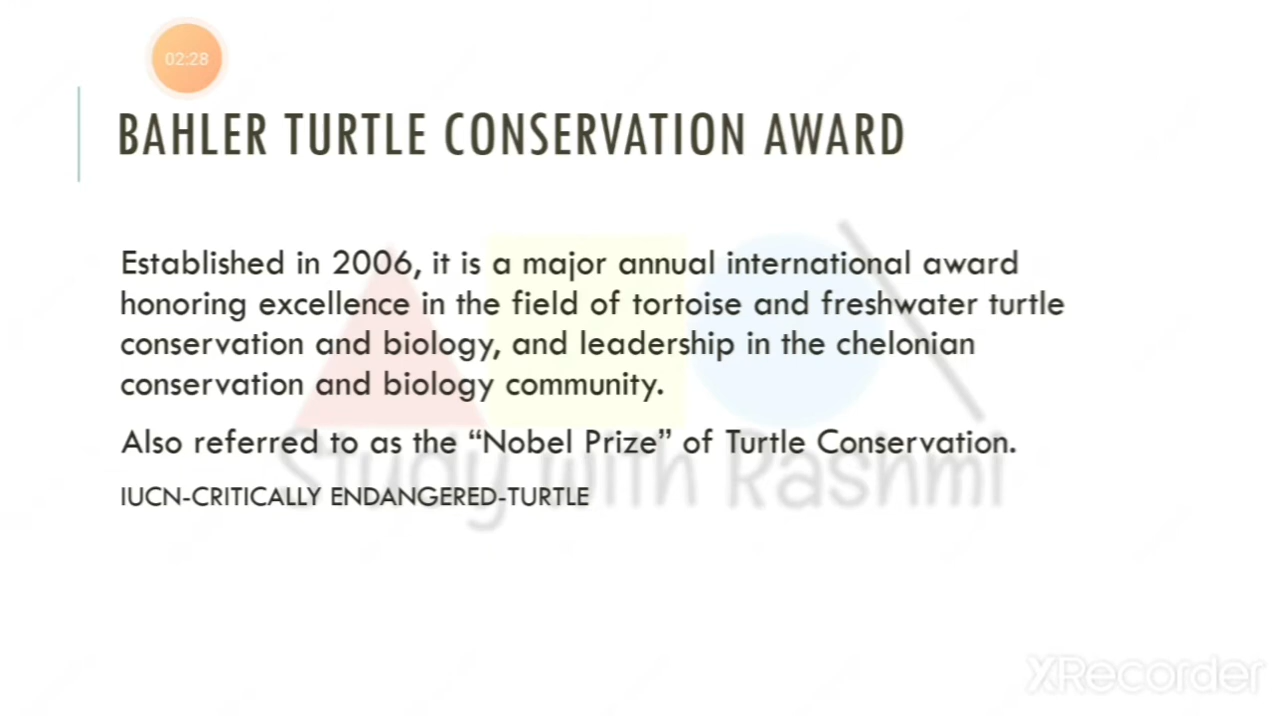 02:28
BAHLER TURTLE CONSERVATION AWARD
Established in 2006, it is a major annual international award
honoring excellence in the field of tortoise and freshwater turtle
conservation and biology, and leadership in the chelonian
conservation and biology community.
Also referred to as the “Nobel Prize” of Turtle Conservation.
Study with Rashmi
IUCN-CRITICALLY ENDANGERED-TURTLE
XRecorder